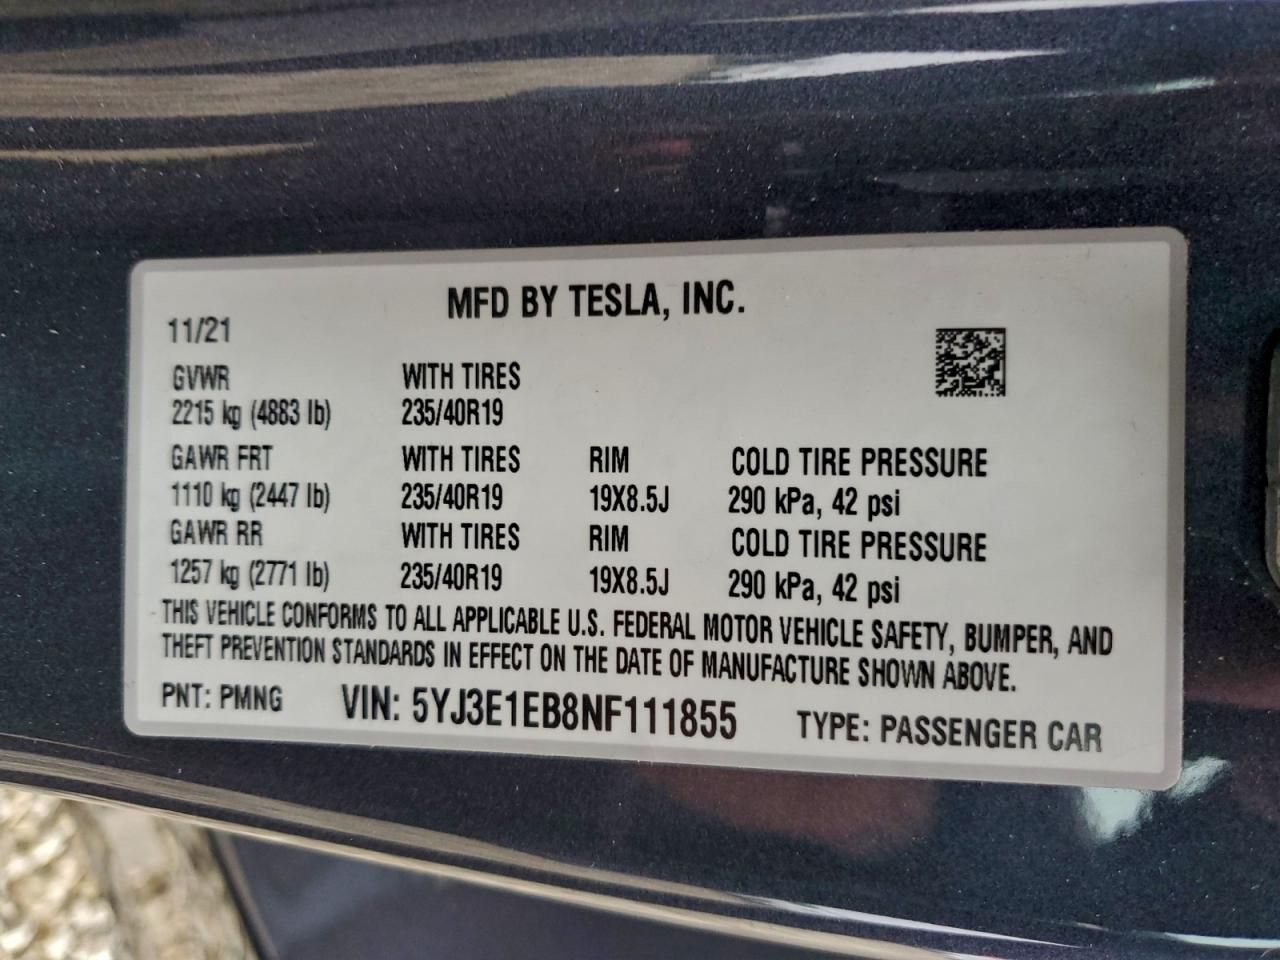 MFD BY TESLA, INC.
11/21
GVWR WITH TIRES
2215 kg (4883 lb) 235/40R19
GAWR FRT WITH TIRES RIM COLD TIRE PRESSURE
1110 kg (2447 lb) 235/40R19 19X8.5J 290 kPa, 42 psi
GAWR RR WITH TIRES RIM COLD TIRE PRESSURE
1257 kg (2771 lb) 235/40R19 19X8.5J 290 kPa, 42 psi
THIS VEHICLE CONFORMS TO ALL APPLICABLE U.S. FEDERAL MOTOR VEHICLE SAFETY, BUMPER, AND
THEFT PREVENTION STANDARDS IN EFFECT ON THE DATE OF MANUFACTURE SHOWN ABOVE.
PNT: PMNG VIN: 5YJ3E1EB8NF111855 TYPE: PASSENGER CAR